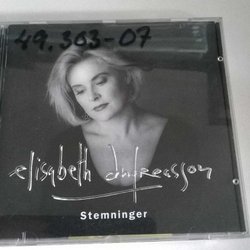 49.303-07
elisabeth andreasson
Stemninger